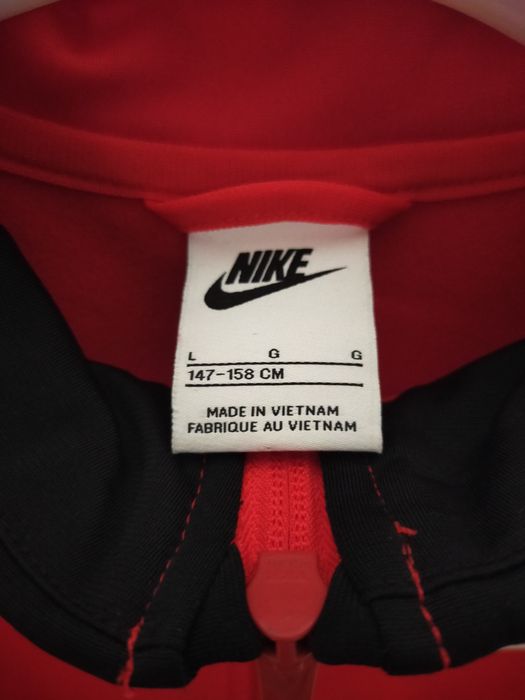 NIKE
L G G
147-158 CM
MADE IN VIETNAM
FABRIQUE AU VIETNAM